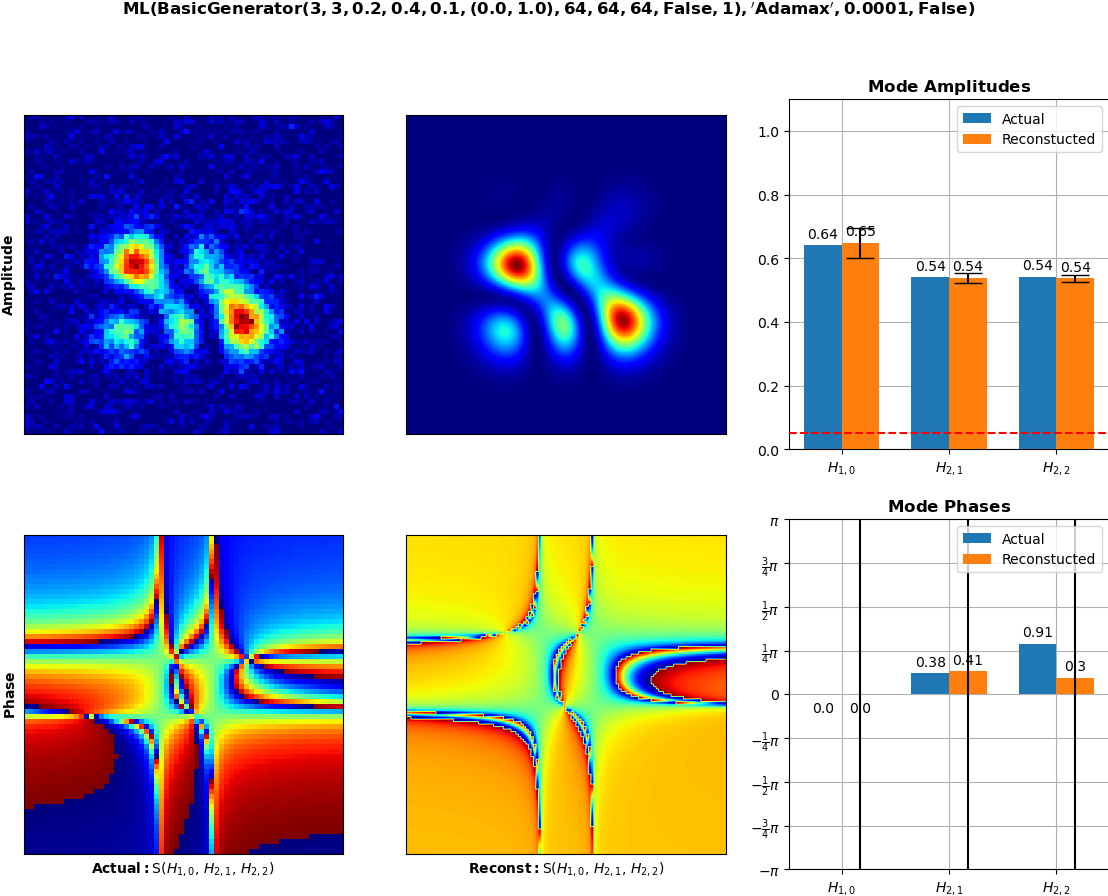 ML(BasicGenerator(3, 3, 0.2, 0.4, 0.1, (0.0, 1.0), 64, 64, 64, False, 1), 'Adamax', 0.0001, False)
Amplitude
Mode Amplitudes
Actual
Reconstucted
1.0
0.8
0.6
0.4
0.2
0.0
0.64
0.65
0.54
0.54
0.54
0.54
H1,0
H2,1
H2,2
Phase
Actual: S(H1,0, H2,1, H2,2)
Reconst: S(H1,0, H2,1, H2,2)
Mode Phases
Actual
Reconstucted
π
3/4π
1/2π
1/4π
0
−1/4π
−1/2π
−3/4π
−π
0.0
0.0
0.38
0.41
0.91
0.3
H1,0
H2,1
H2,2